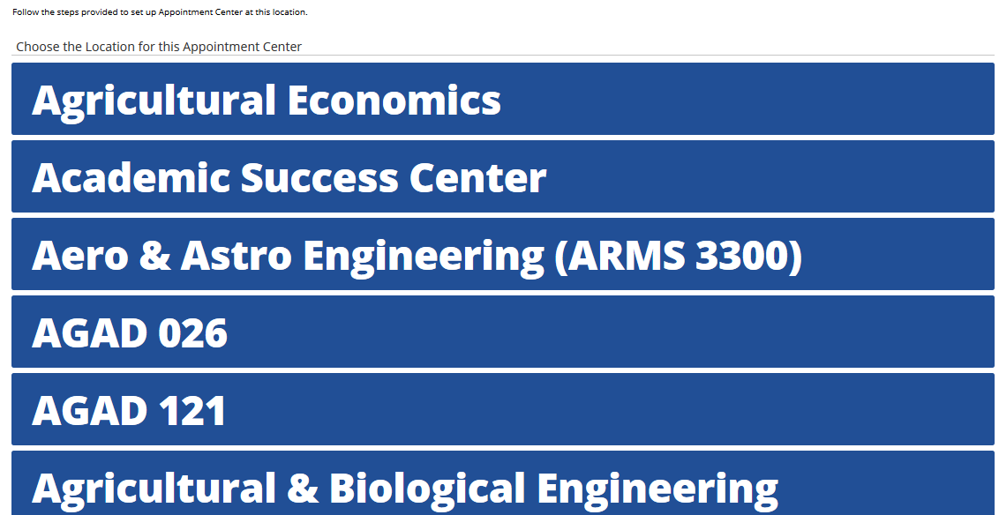 Follow the steps provided to set up Appointment Center at this location.
Choose the Location for this Appointment Center
Agricultural Economics
Academic Success Center
Aero & Astro Engineering (ARMS 3300)
AGAD 026
AGAD 121
Agricultural & Biological Engineering